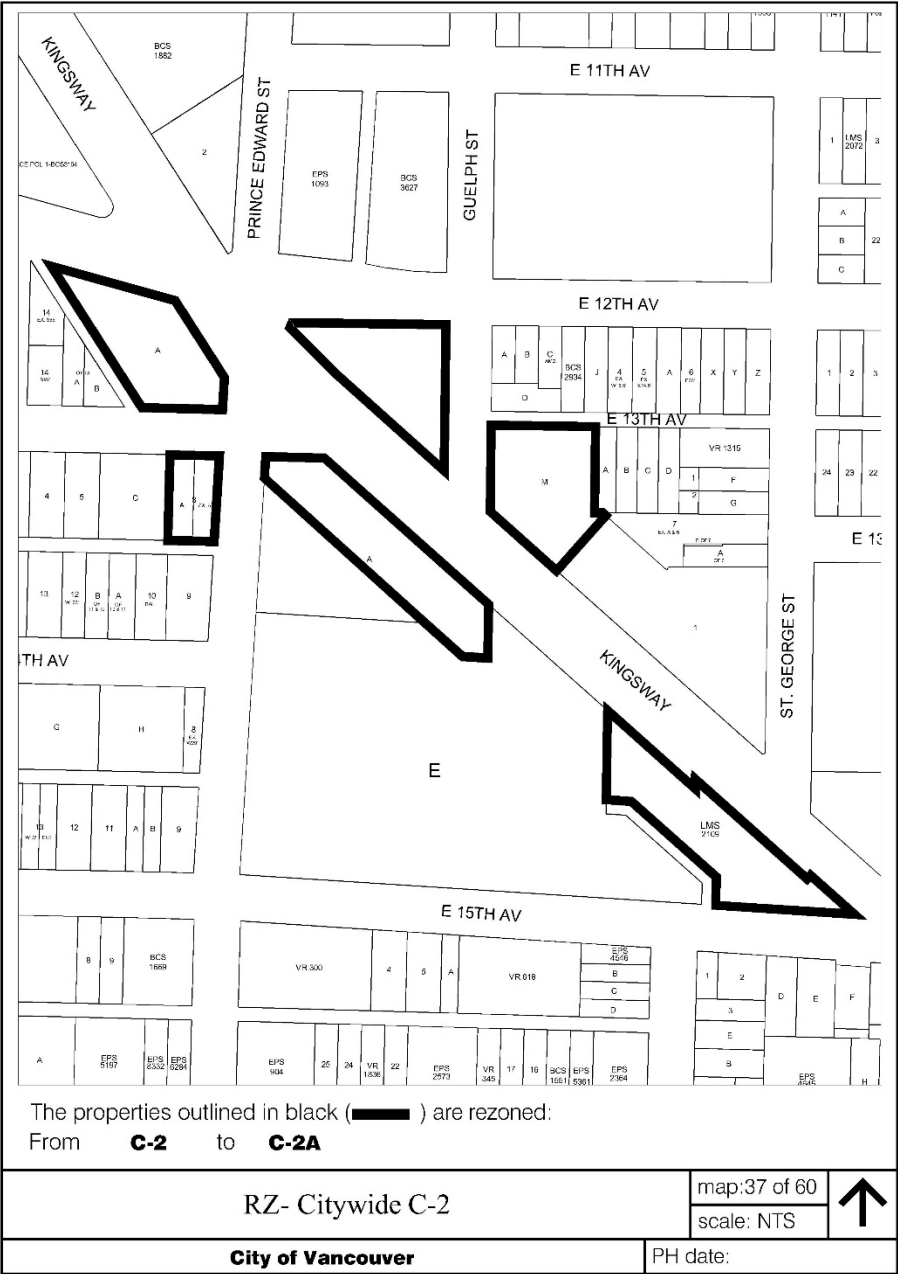 KINGSWAY
BCS
1882
E 11TH AV
PRINCE EDWARD ST
GUELPH ST
2
EPS
1093
BCS
3627
1
LMS
2072
3
A
B
22
C
E 12TH AV
14
14
A
B
A
A
B
C
D
BCS
2934
J
4
5
A
6
X
Y
Z
1
2
3
E 13TH AV
4
5
C
A
M
A
B
C
D
VR 1315
1
F
2
G
24
23
22
7
A
E 13
A
13
12
B
A
10
9
1
ST. GEORGE ST
KINGSWAY
TH AV
G
H
8
E
LMS
2109
13
12
11
A
B
9
E 15TH AV
8
9
BCS
1669
VR 300
4
5
A
VR 618
EPS
4546
B
C
D
1
2
3
E
B
D
E
F
A
EPS
5197
EPS
8332
EPS
6284
EPS
904
25
24
VR
1836
22
EPS
2573
VR
345
17
16
BCS
1551
EPS
5361
EPS
2364
EPS
H
The properties outlined in black ( ) are rezoned:
From C-2 to C-2A
RZ- Citywide C-2
map:37 of 60
scale: NTS
City of Vancouver
PH date: